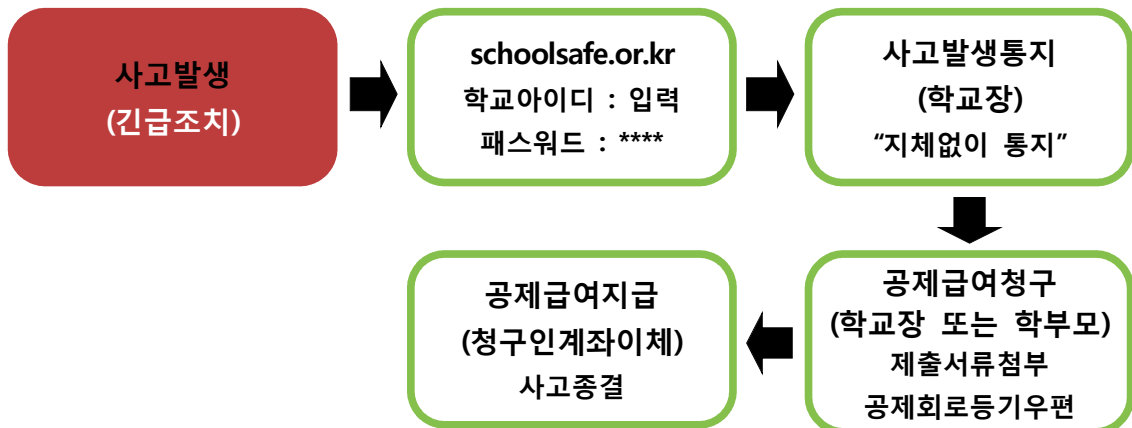 사고발생
(긴급조치)
schoolsafe.or.kr
학교아이디 : 입력
패스워드 : ****
사고발생통지
(학교장)
“지체없이 통지”
공제급여청구
(학교장 또는 학부모)
제출서류첨부
공제회로등기우편
공제급여지급
(청구인계좌이체)
사고종결